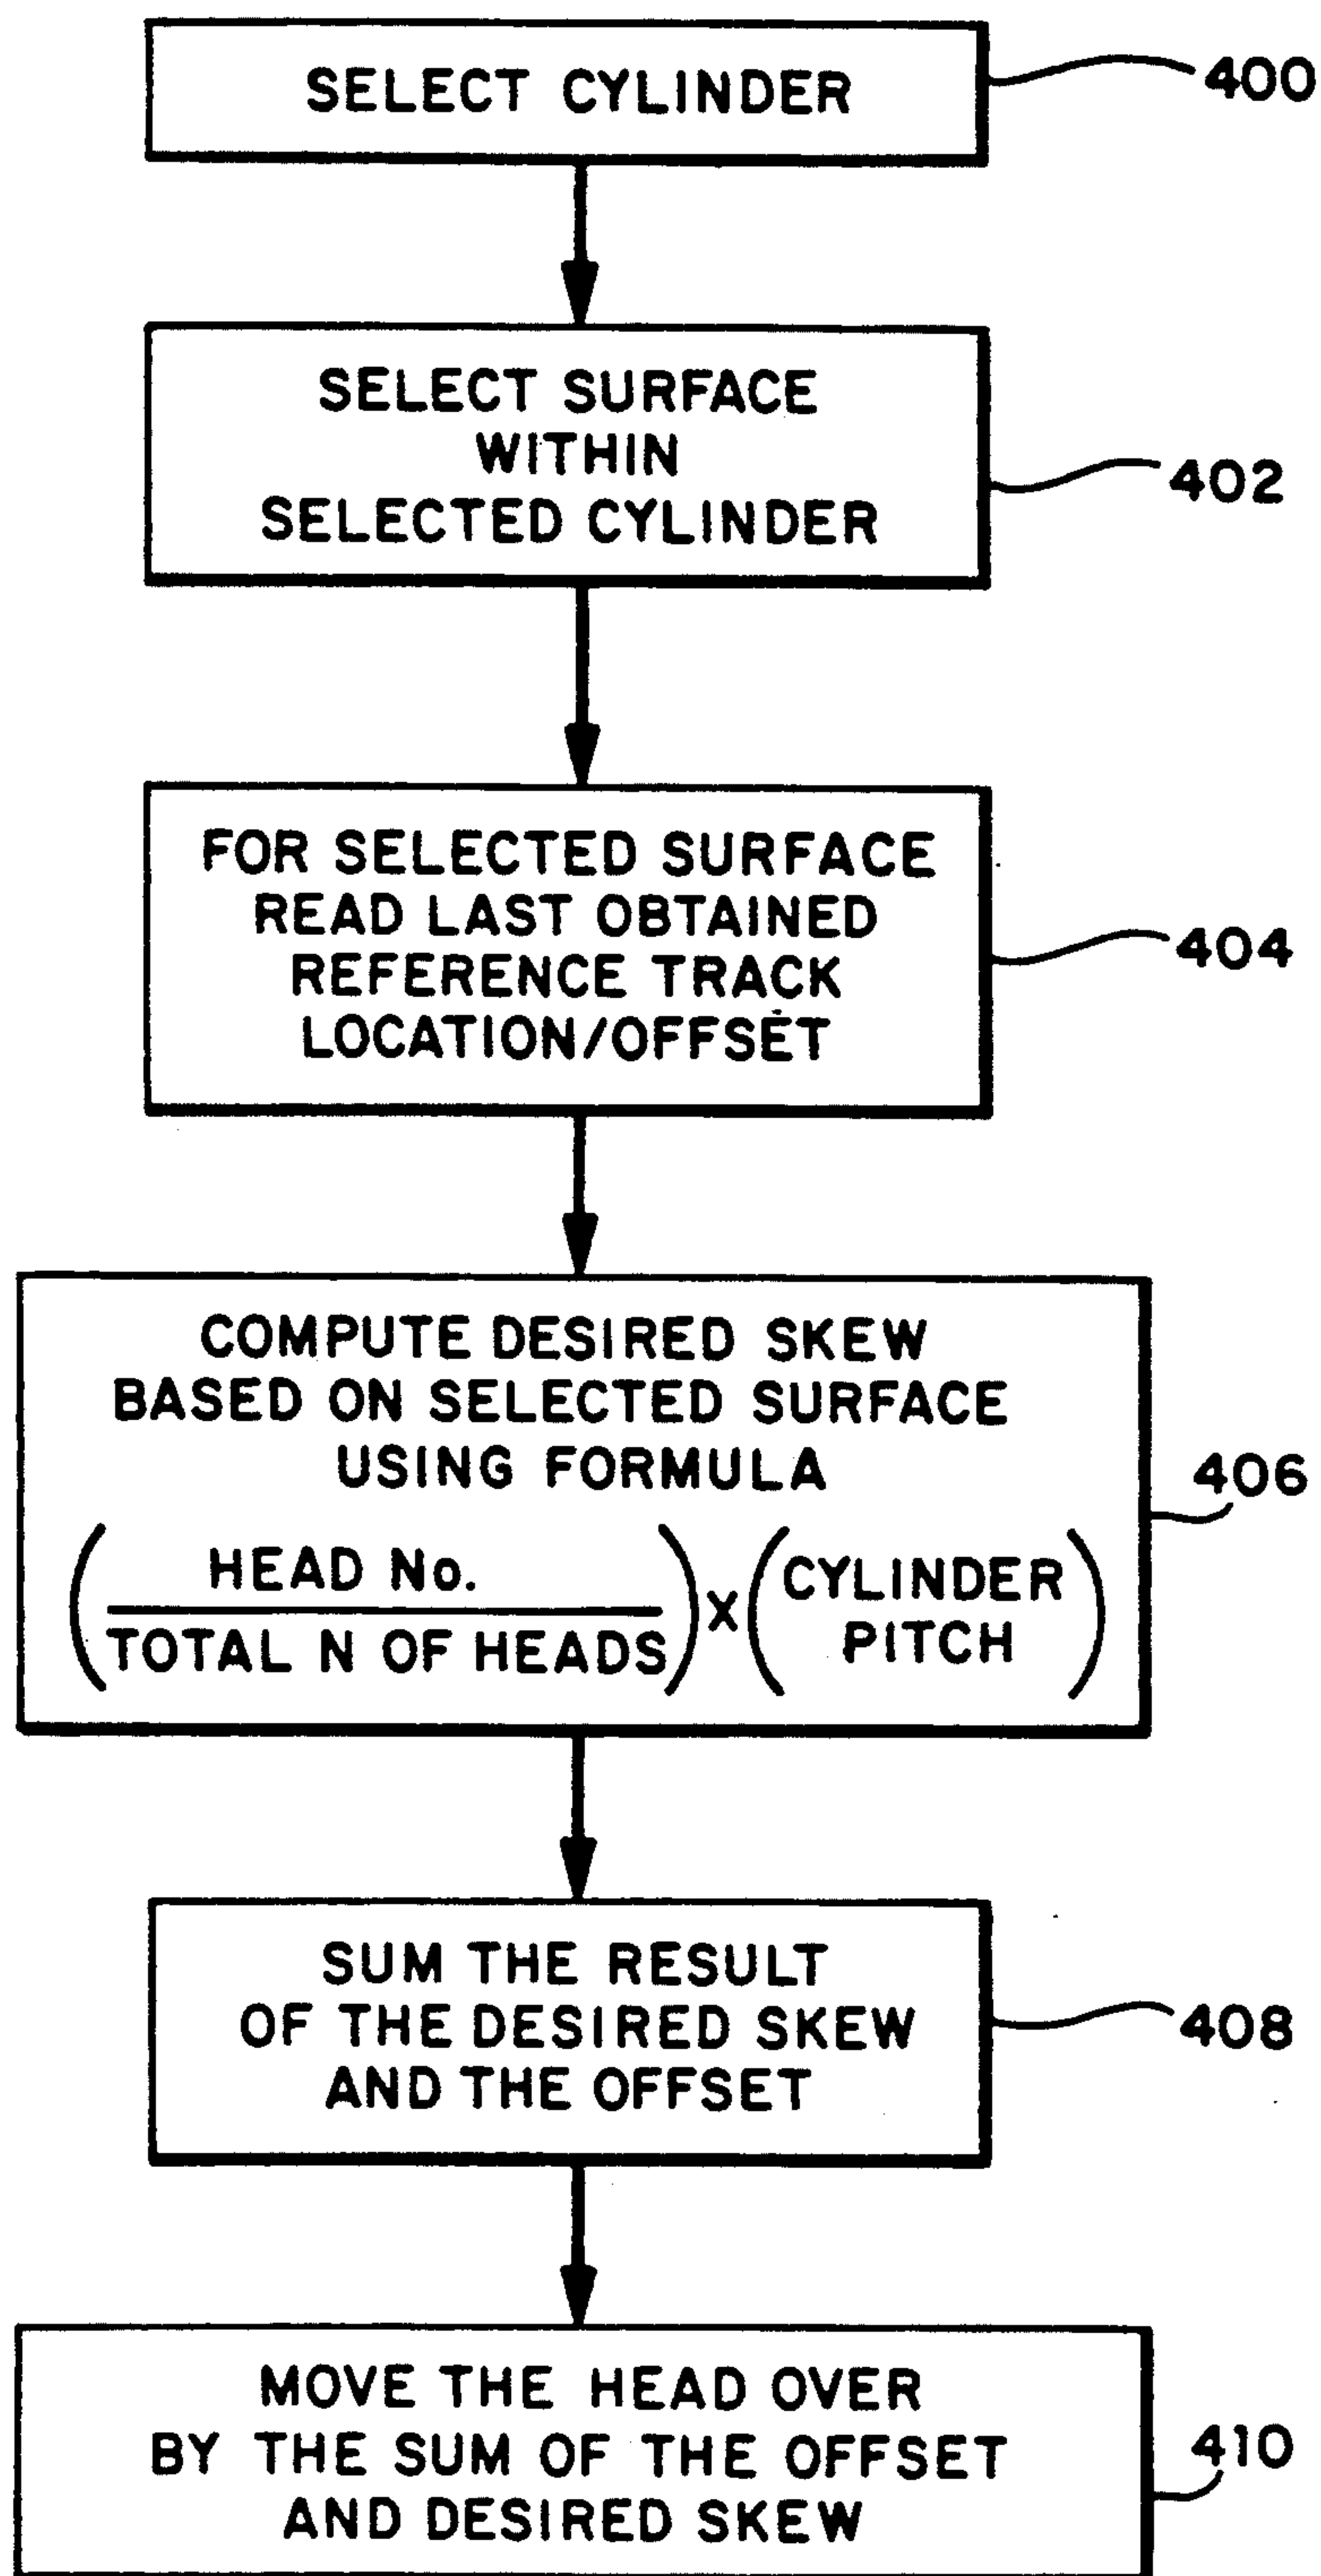 SELECT CYLINDER
400
SELECT SURFACE
WITHIN
SELECTED CYLINDER
402
FOR SELECTED SURFACE
READ LAST OBTAINED
REFERENCE TRACK
LOCATION/OFFSET
404
COMPUTE DESIRED SKEW
BASED ON SELECTED SURFACE
USING FORMULA
406
(HEAD No. / TOTAL N OF HEADS) X (CYLINDER PITCH)
SUM THE RESULT
OF THE DESIRED SKEW
AND THE OFFSET
408
MOVE THE HEAD OVER
BY THE SUM OF THE OFFSET
AND DESIRED SKEW
410